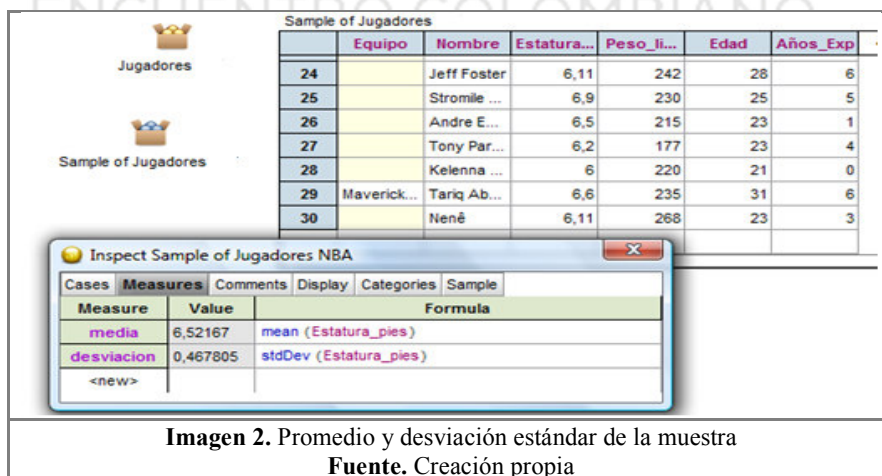 ENCUENTRO COLOMBIANO
Jugadores
Sample of Jugadores
Sample of Jugadores
Equipo Nombre Estatura... Peso_li... Edad Años_Exp
24 Jeff Foster 6,11 242 28 6
25 Stromile ... 6,9 230 25 5
26 Andre E... 6,5 215 23 1
27 Tony Par... 6,2 177 23 4
28 Kelenna ... 6 220 21 0
29 Maverick... Tariq Ab... 6,6 235 31 6
30 Nenê 6,11 268 23 3
Inspect Sample of Jugadores NBA
Cases Measures Comments Display Categories Sample
Measure Value Formula
media 6,52167 mean (Estatura_pies)
desviacion 0,467805 stdDev (Estatura_pies)
<new>
Imagen 2. Promedio y desviación estándar de la muestra
Fuente. Creación propia